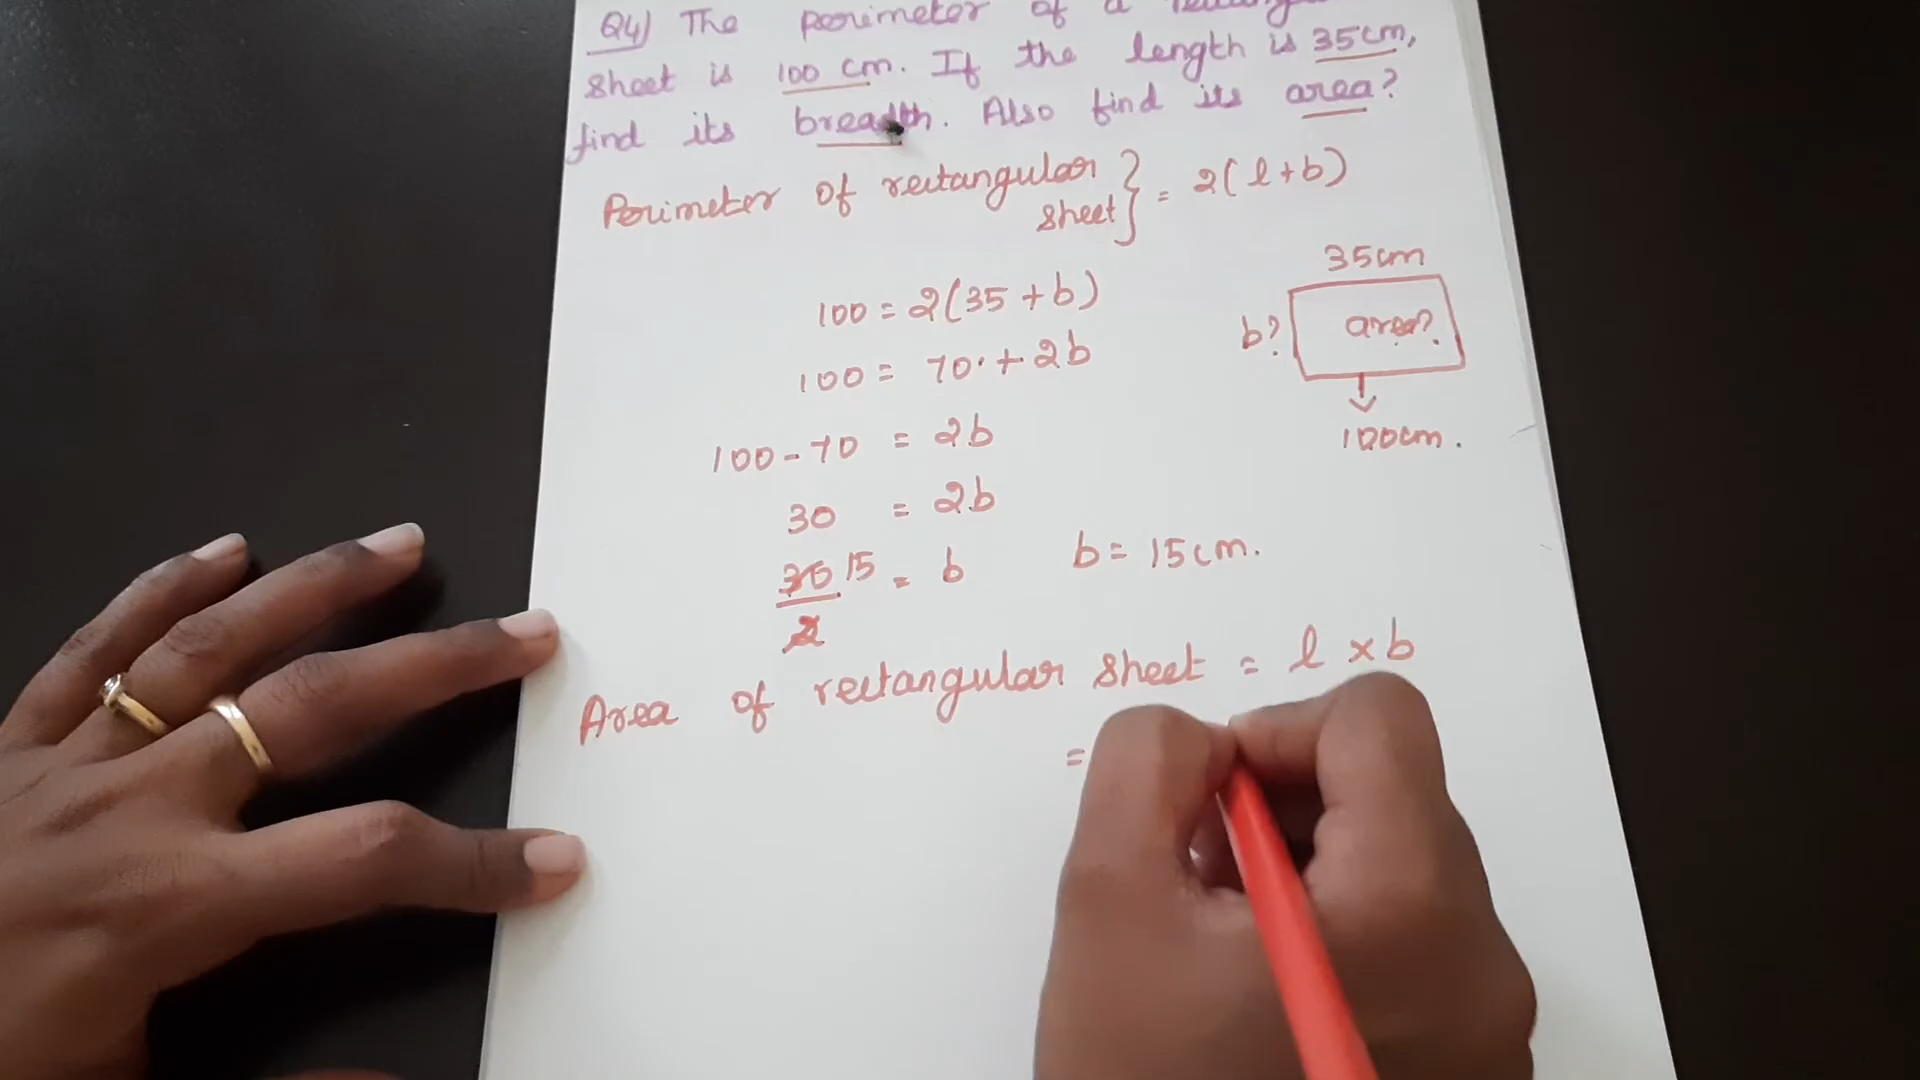 Q4) The perimeter of a
sheet is 100 cm. If the length is 35cm,
find its breadth. Also find its area?
Perimeter of rectangular
sheet} = 2(l+b)
35cm
100 = 2(35 + b)
b? area?
100 = 70 + 2b
100cm.
100-70 = 2b
30 = 2b
30 15 = b b = 15cm.
2
Area of rectangular sheet = l × b
=